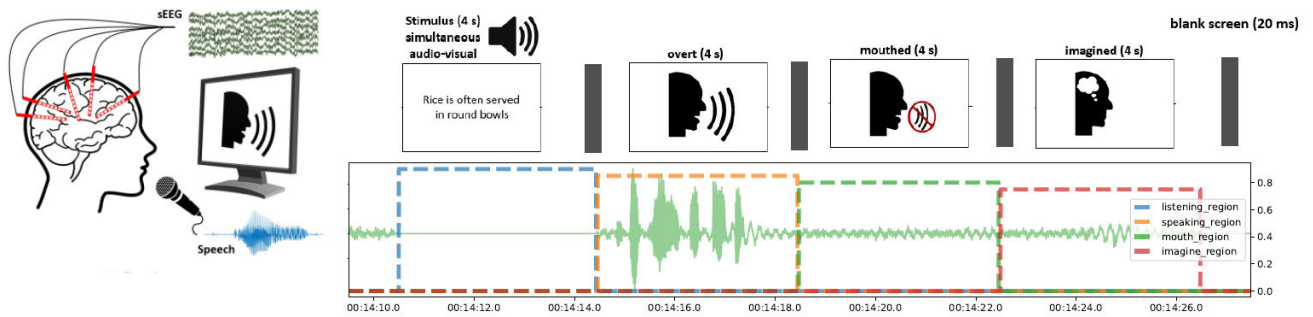 sEEG
Speech
Stimulus (4 s)
simultaneous
audio-visual
Rice is often served
in round bowls
overt (4 s)
mouthed (4 s)
imagined (4 s)
blank screen (20 ms)
0.8
0.6
0.4
0.2
0.0
listening_region
speaking_region
mouth_region
imagine_region
00:14:10.0
00:14:12.0
00:14:14.0
00:14:16.0
00:14:18.0
00:14:20.0
00:14:22.0
00:14:24.0
00:14:26.0